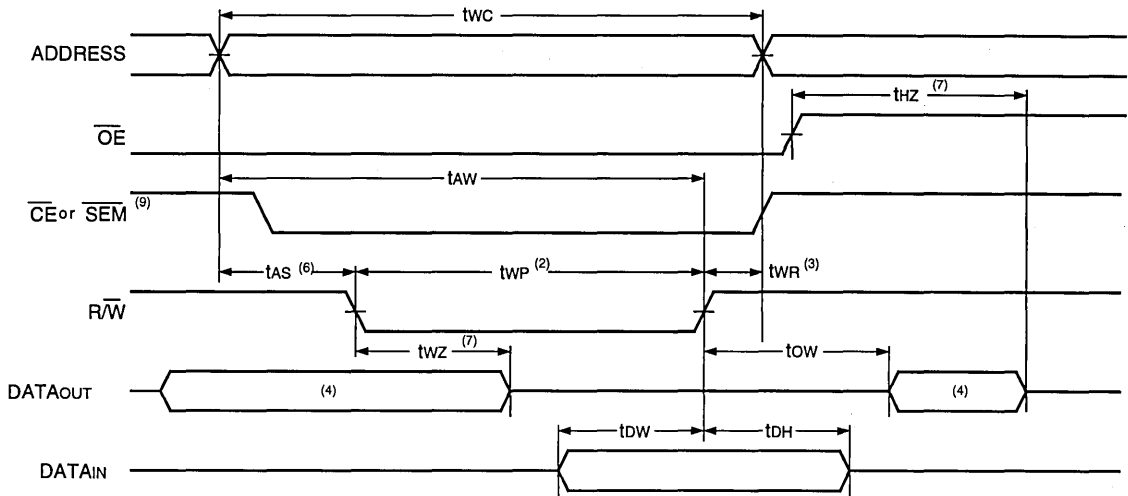 tWC
ADDRESS
tHZ (7)
OE
tAW
CE or SEM (9)
tAS (6) tWP (2) tWR (3)
R/W
tWZ (7) tOW
DATAOUT (4) (4)
tDW tDH
DATAIN